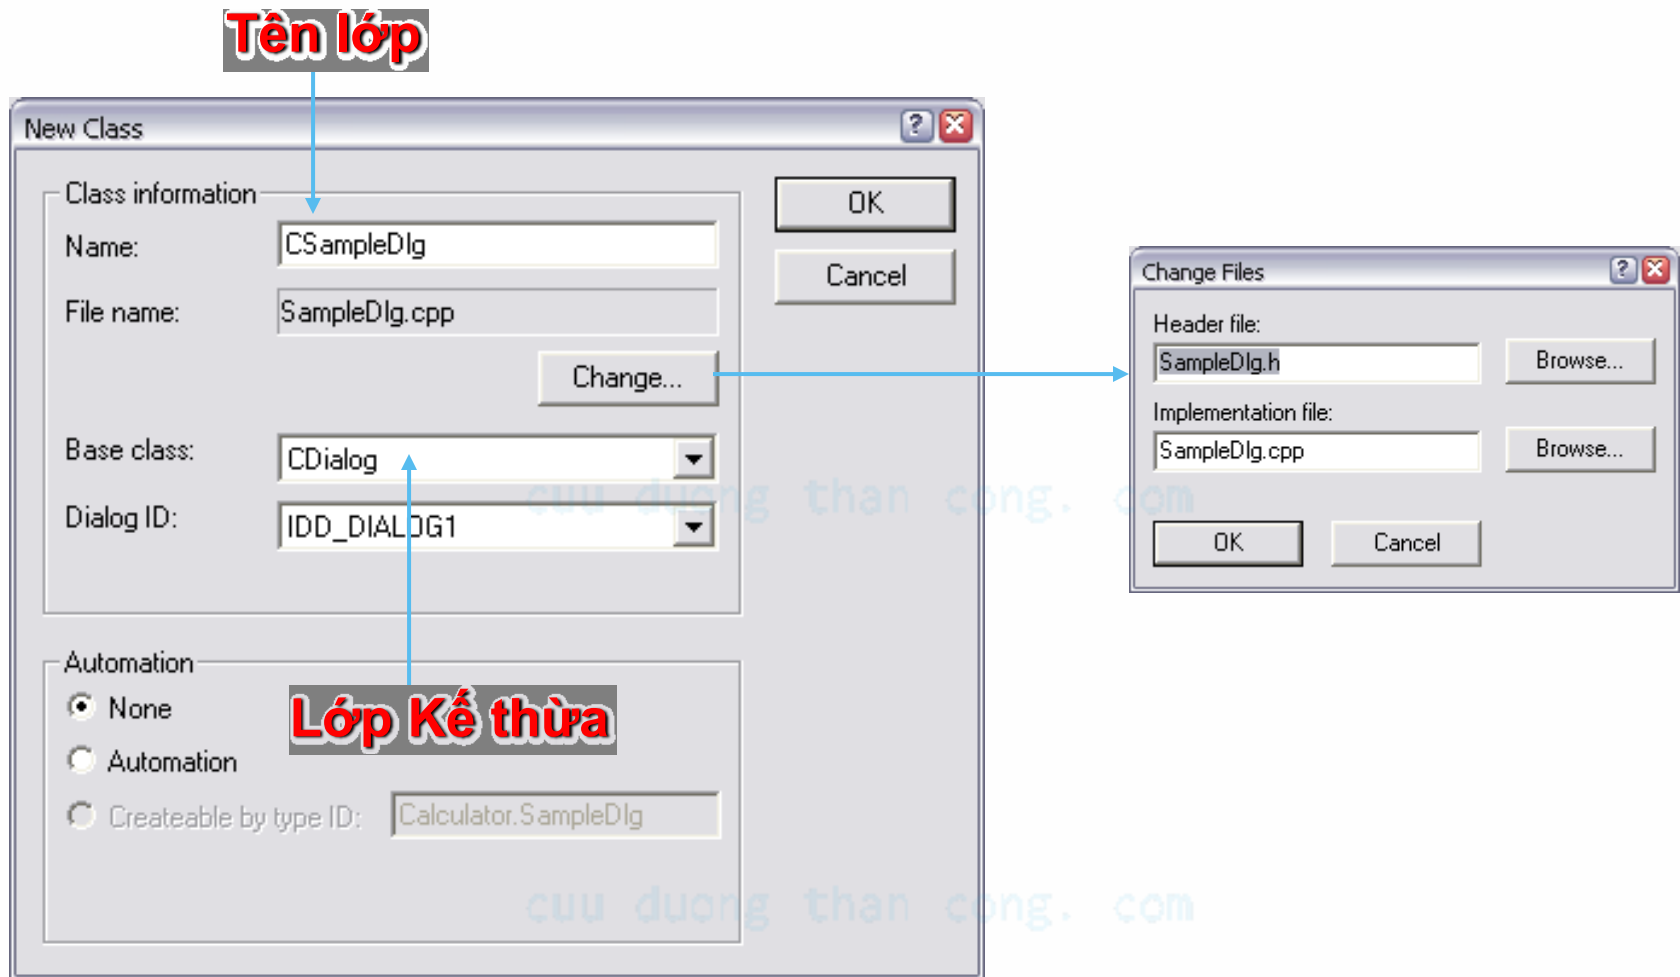 Tên lớp
New Class
Class information
Name:
CSampleDlg
File name:
SampleDlg.cpp
Change...
Base class:
CDialog
Dialog ID:
IDD_DIALOG1
OK
Cancel
Automation
None
Automation
Createable by type ID:
Calculator.SampleDlg
Lớp Kế thừa
Change Files
Header file:
SampleDlg.h
Browse...
Implementation file:
SampleDlg.cpp
Browse...
OK
Cancel
cuu duong than cong. com
cuu duong than cong. com